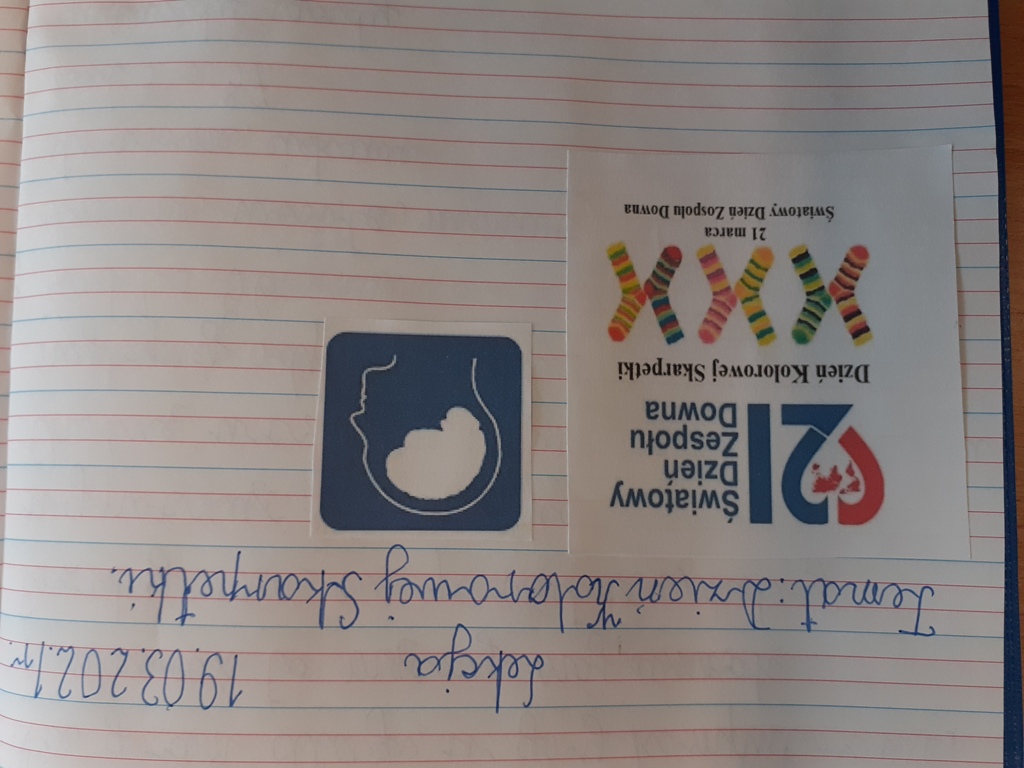 Lekcja 19.03.2021r.
Temat: Dzień Kolorowej Skarpetki.
21
Światowy
Dzień
Zespołu
Downa
Dzień Kolorowej Skarpetki
21 marca
Światowy Dzień Zospolu Downa